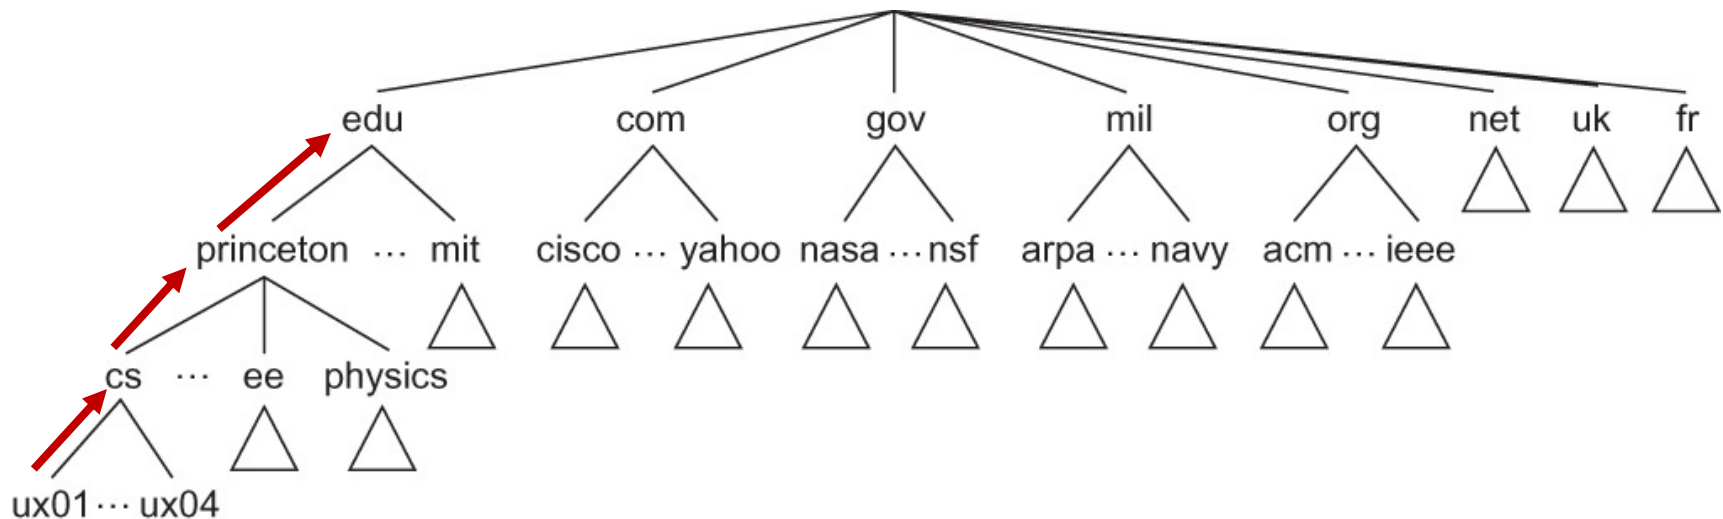 edu com gov mil org net uk fr
princeton ... mit cisco ... yahoo nasa ... nsf arpa ... navy acm ... ieee
cs ... ee physics
ux01 ... ux04